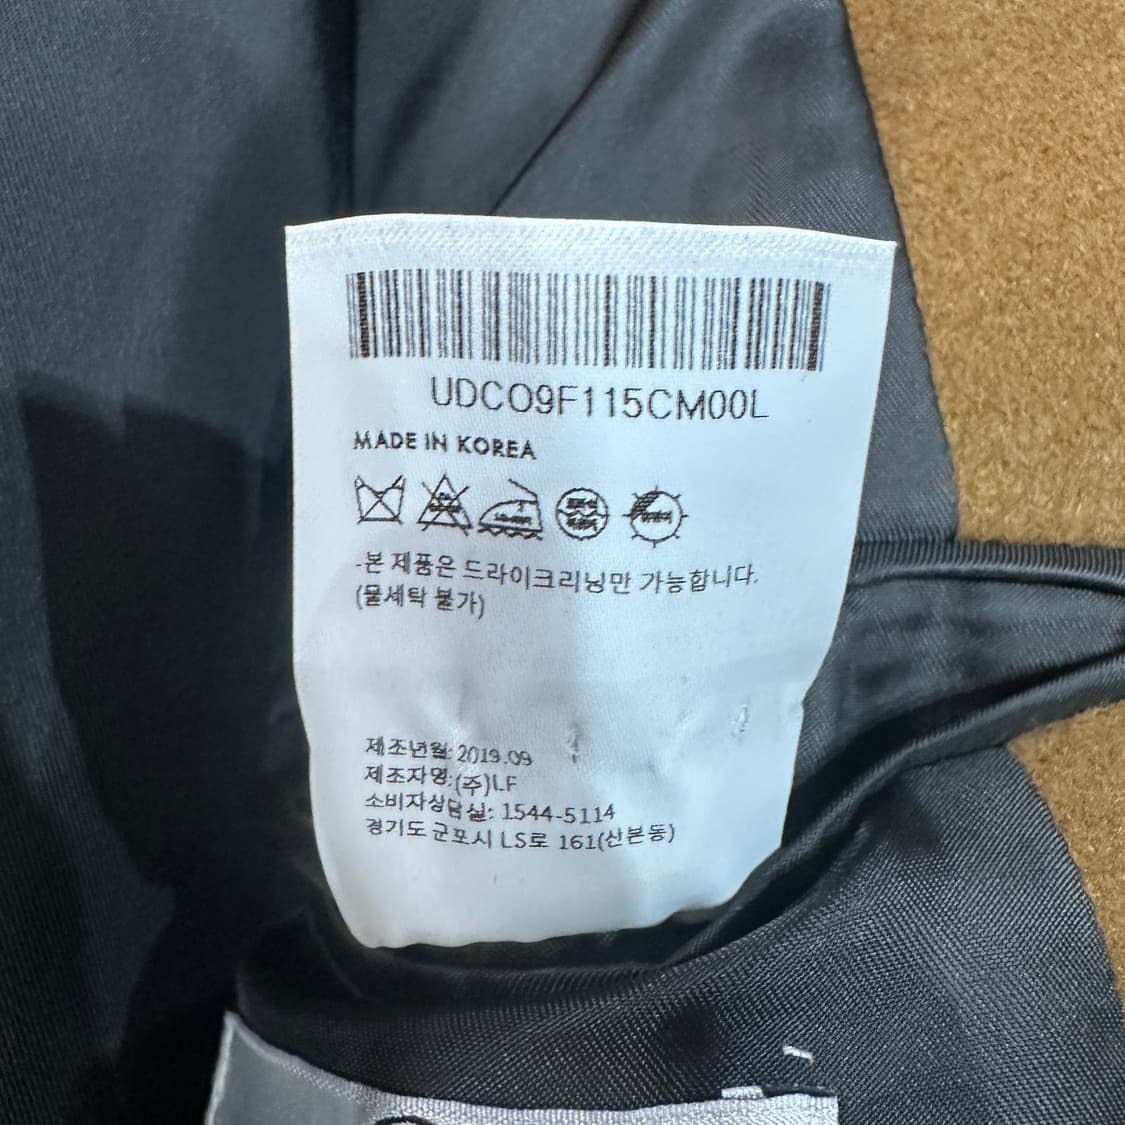 UDCO9F115CM00L
MADE IN KOREA
-본 제품은 드라이크리닝만 가능합니다.
(물세탁 불가)
제조년월: 2019.09
제조자명:(주)LF
소비자상담실: 1544-5114
경기도 군포시 LS로 161(산본동)